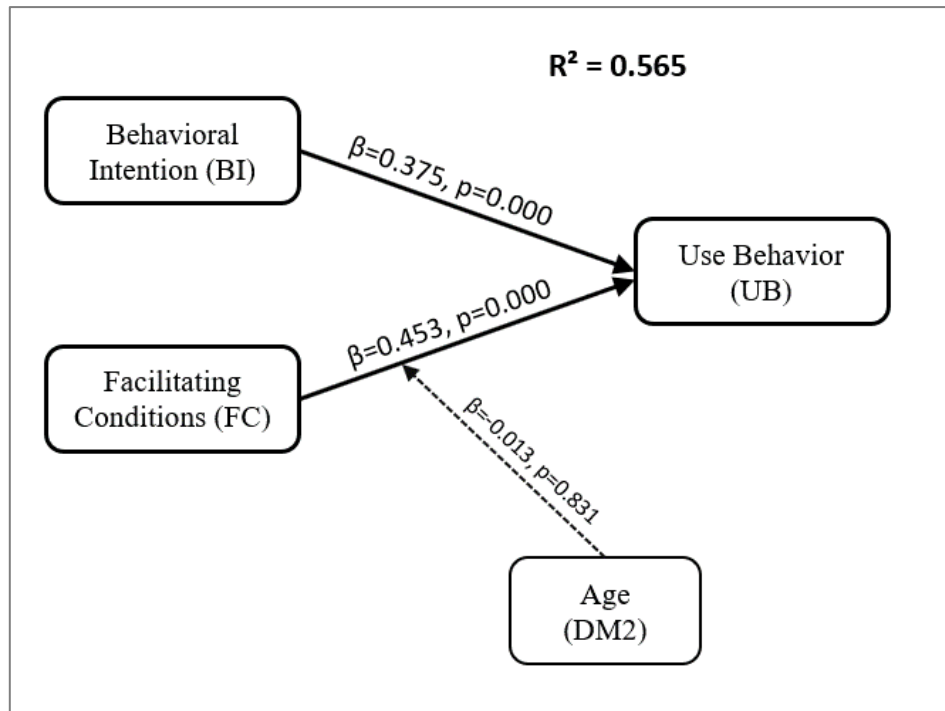 R² = 0.565
Behavioral
Intention (BI)
β=0.375, p=0.000
Use Behavior
(UB)
β=0.453, p=0.000
Facilitating
Conditions (FC)
β=-0.013, p=0.831
Age
(DM2)